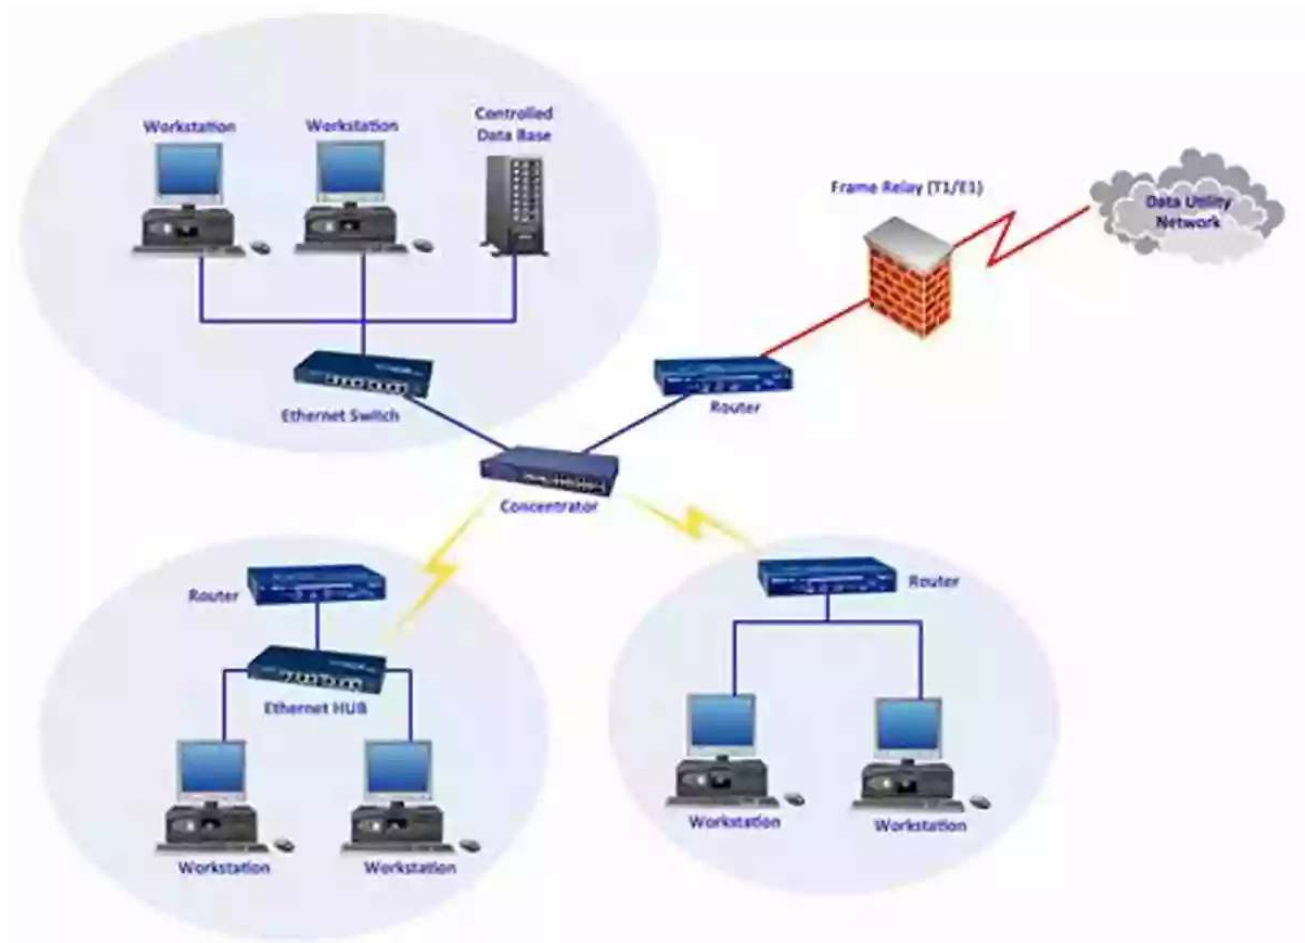 Workstation
Workstation
Controlled
Data Base
Frame Relay (T1/E1)
Data Utility
Network
Ethernet Switch
Router
Concentrator
Router
Router
Ethernet HUB
Workstation
Workstation
Workstation
Workstation